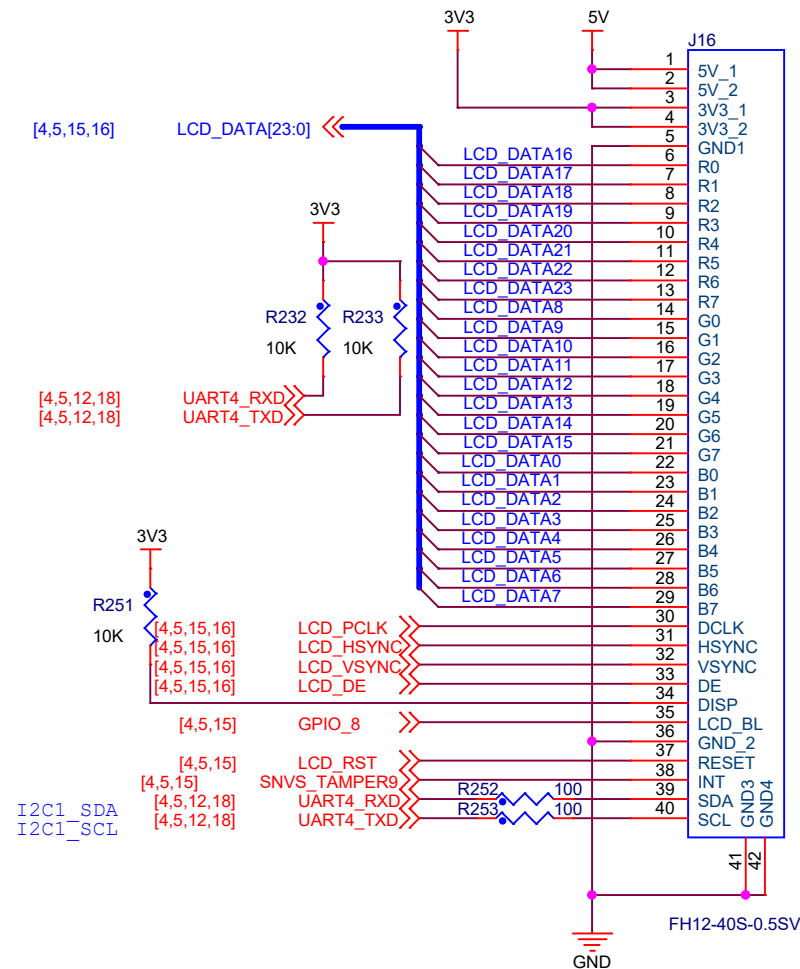 3V3 5V
J16
[4,5,15,16] LCD_DATA[23:0]
1 5V_1
2 5V_2
3 3V3_1
4 3V3_2
5 GND1
LCD_DATA16 6 R0
LCD_DATA17 7 R1
LCD_DATA18 8 R2
LCD_DATA19 9 R3
LCD_DATA20 10 R4
LCD_DATA21 11 R5
LCD_DATA22 12 R6
LCD_DATA23 13 R7
LCD_DATA8 14 G0
LCD_DATA9 15 G1
LCD_DATA10 16 G2
LCD_DATA11 17 G3
LCD_DATA12 18 G4
LCD_DATA13 19 G5
LCD_DATA14 20 G6
LCD_DATA15 21 G7
LCD_DATA0 22 B0
LCD_DATA1 23 B1
LCD_DATA2 24 B2
LCD_DATA3 25 B3
LCD_DATA4 26 B4
LCD_DATA5 27 B5
LCD_DATA6 28 B6
LCD_DATA7 29 B7
3V3
R232 R233
10K 10K
[4,5,12,18] UART4_RXD
[4,5,12,18] UART4_TXD
3V3
R251
10K
[4,5,15,16] LCD_PCLK 30 DCLK
[4,5,15,16] LCD_HSYNC 31 HSYNC
[4,5,15,16] LCD_VSYNC 32 VSYNC
[4,5,15,16] LCD_DE 33 DE
34 DISP
[4,5,15] GPIO_8 35 LCD_BL
36 GND_2
[4,5,15] LCD_RST 37 RESET
[4,5,15] SNVS_TAMPER9 38 INT
I2C1_SDA [4,5,12,18] UART4_RXD R252 100 39 SDA
I2C1_SCL [4,5,12,18] UART4_TXD R253 100 40 SCL
GND3 GND4
41 42
FH12-40S-0.5SV
GND